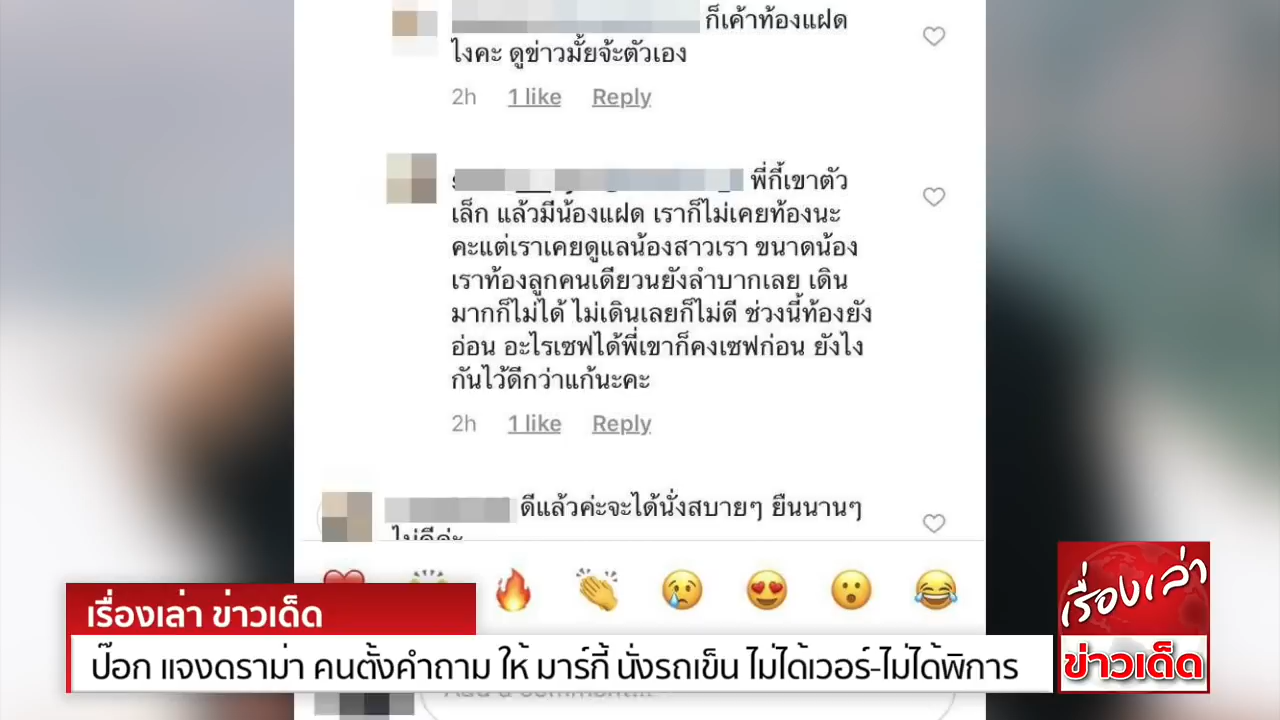 ก็เค้าท้องแฝด
ไงคะ ดูข่าวมั้ยจ้ะตัวเอง
2h 1 like Reply
พี่กี้เขาตัว
เล็ก แล้วมีน้องแฝด เราก็ไม่เคยท้องนะ
คะแต่เราเคยดูแลน้องสาวเรา ขนาดน้อง
เราท้องลูกคนเดียวนยังลำบากเลย เดิน
มากก็ไม่ได้ ไม่เดินเลยก็ไม่ดี ช่วงนี้ท้องยัง
อ่อน อะไรเซฟได้พี่เขาก็คงเซฟก่อน ยังไง
กันไว้ดีกว่าแก้นะคะ
2h 1 like Reply
ดีแล้วค่ะจะได้นั่งสบายๆ ยืนนานๆ
ไม่ดีค่ะ
เรื่องเล่า ข่าวเด็ด
ป๊อก แจงดราม่า คนตั้งคำถาม ให้ มาร์กี้ นั่งรถเข็น ไม่ได้เวอร์-ไม่ได้พิการ
เรื่องเล่า
ข่าวเด็ด